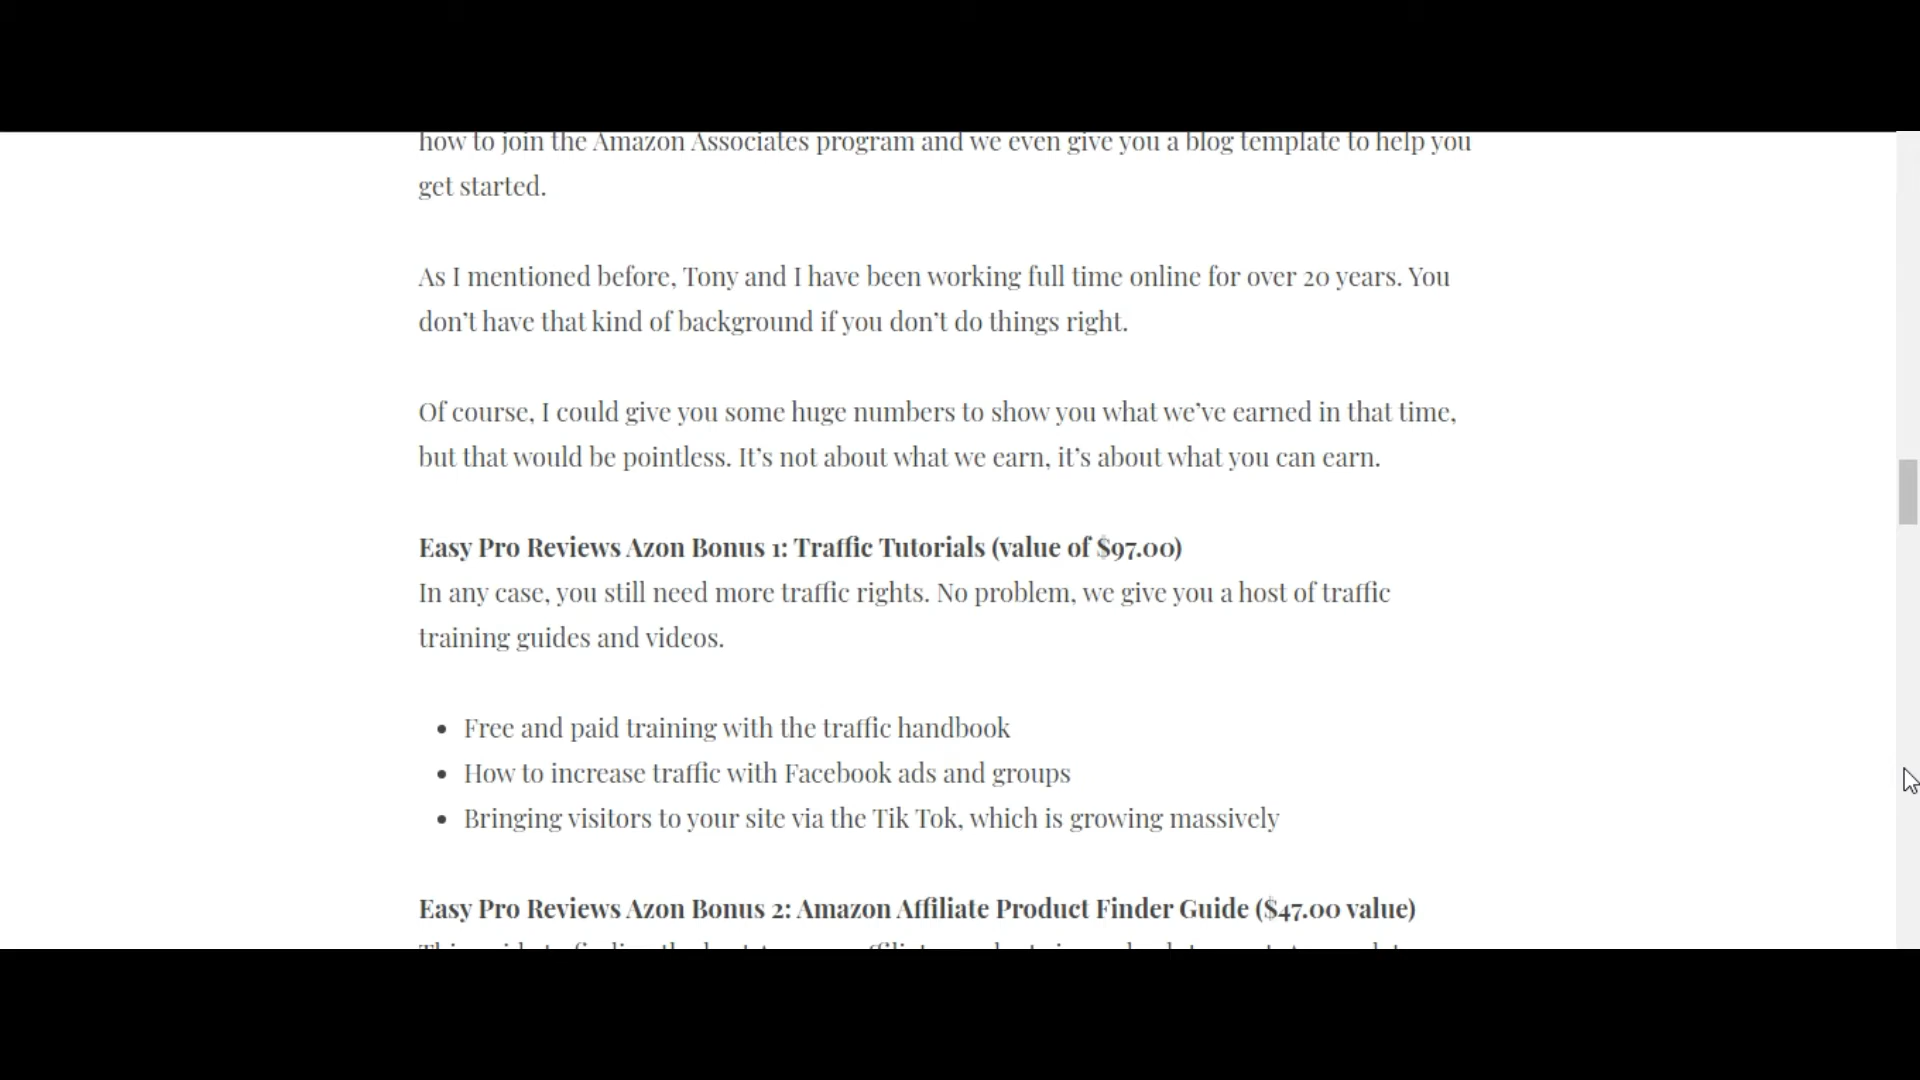 how to join the Amazon Associates program and we even give you a blog template to help you
get started.
As I mentioned before, Tony and I have been working full time online for over 20 years. You
don’t have that kind of background if you don’t do things right.
Of course, I could give you some huge numbers to show you what we’ve earned in that time,
but that would be pointless. It’s not about what we earn, it’s about what you can earn.
Easy Pro Reviews Azon Bonus 1: Traffic Tutorials (value of $97.00)
In any case, you still need more traffic rights. No problem, we give you a host of traffic
training guides and videos.
• Free and paid training with the traffic handbook
• How to increase traffic with Facebook ads and groups
• Bringing visitors to your site via the Tik Tok, which is growing massively
Easy Pro Reviews Azon Bonus 2: Amazon Affiliate Product Finder Guide ($47.00 value)